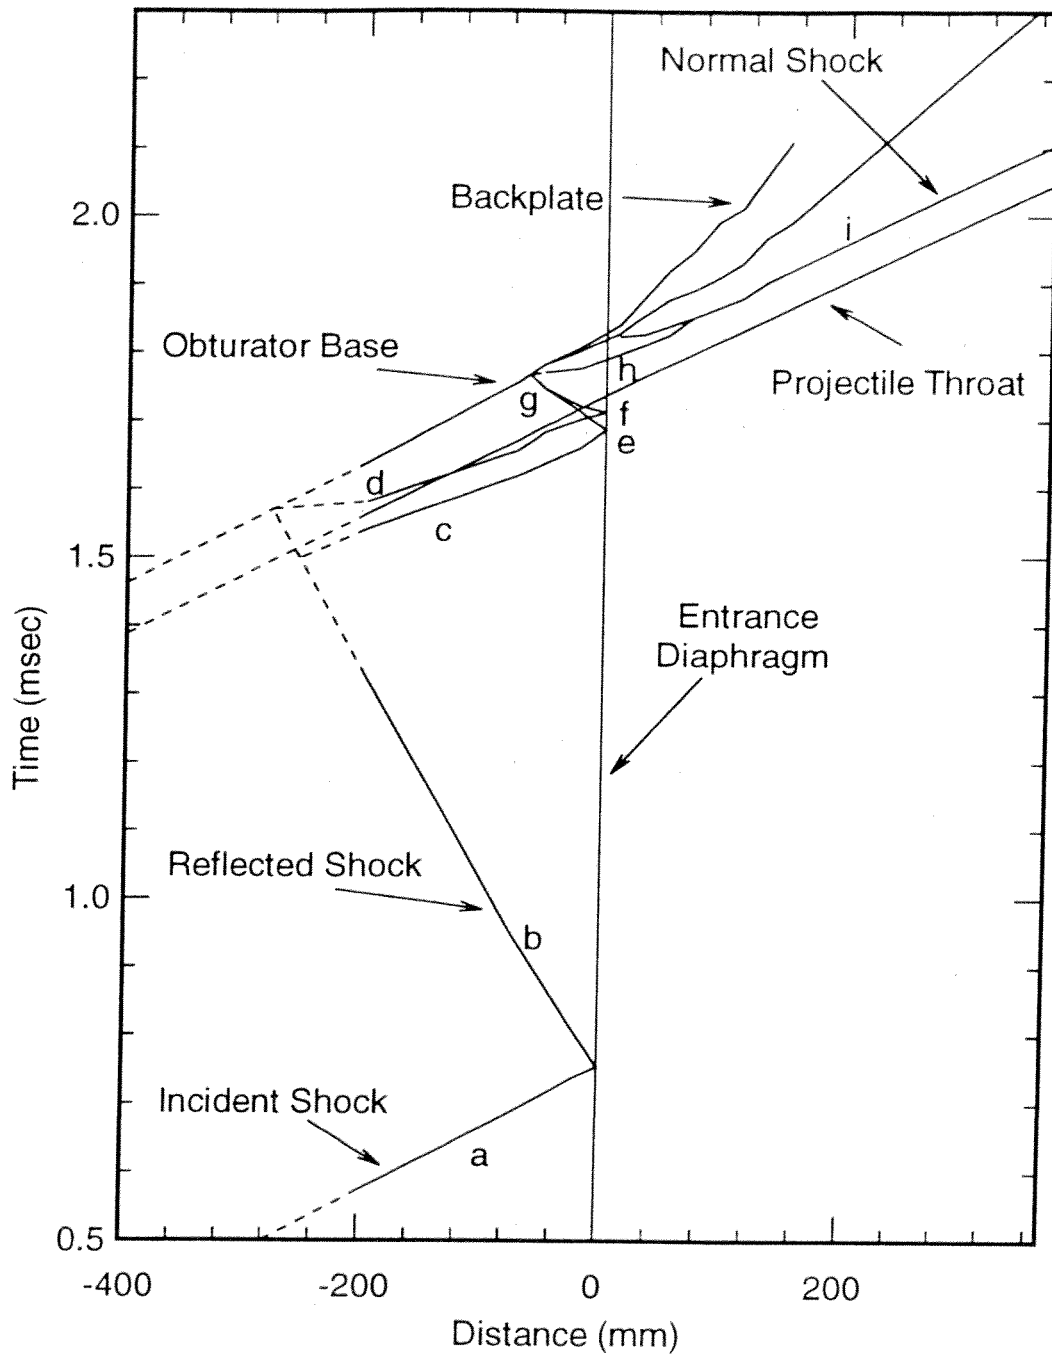 Normal Shock
Backplate
2.0
i
Obturator Base
h
Projectile Throat
g
f
e
d
c
1.5
Time (msec)
Entrance
Diaphragm
Reflected Shock
1.0
b
Incident Shock
a
0.5
-400
-200
0
200
Distance (mm)